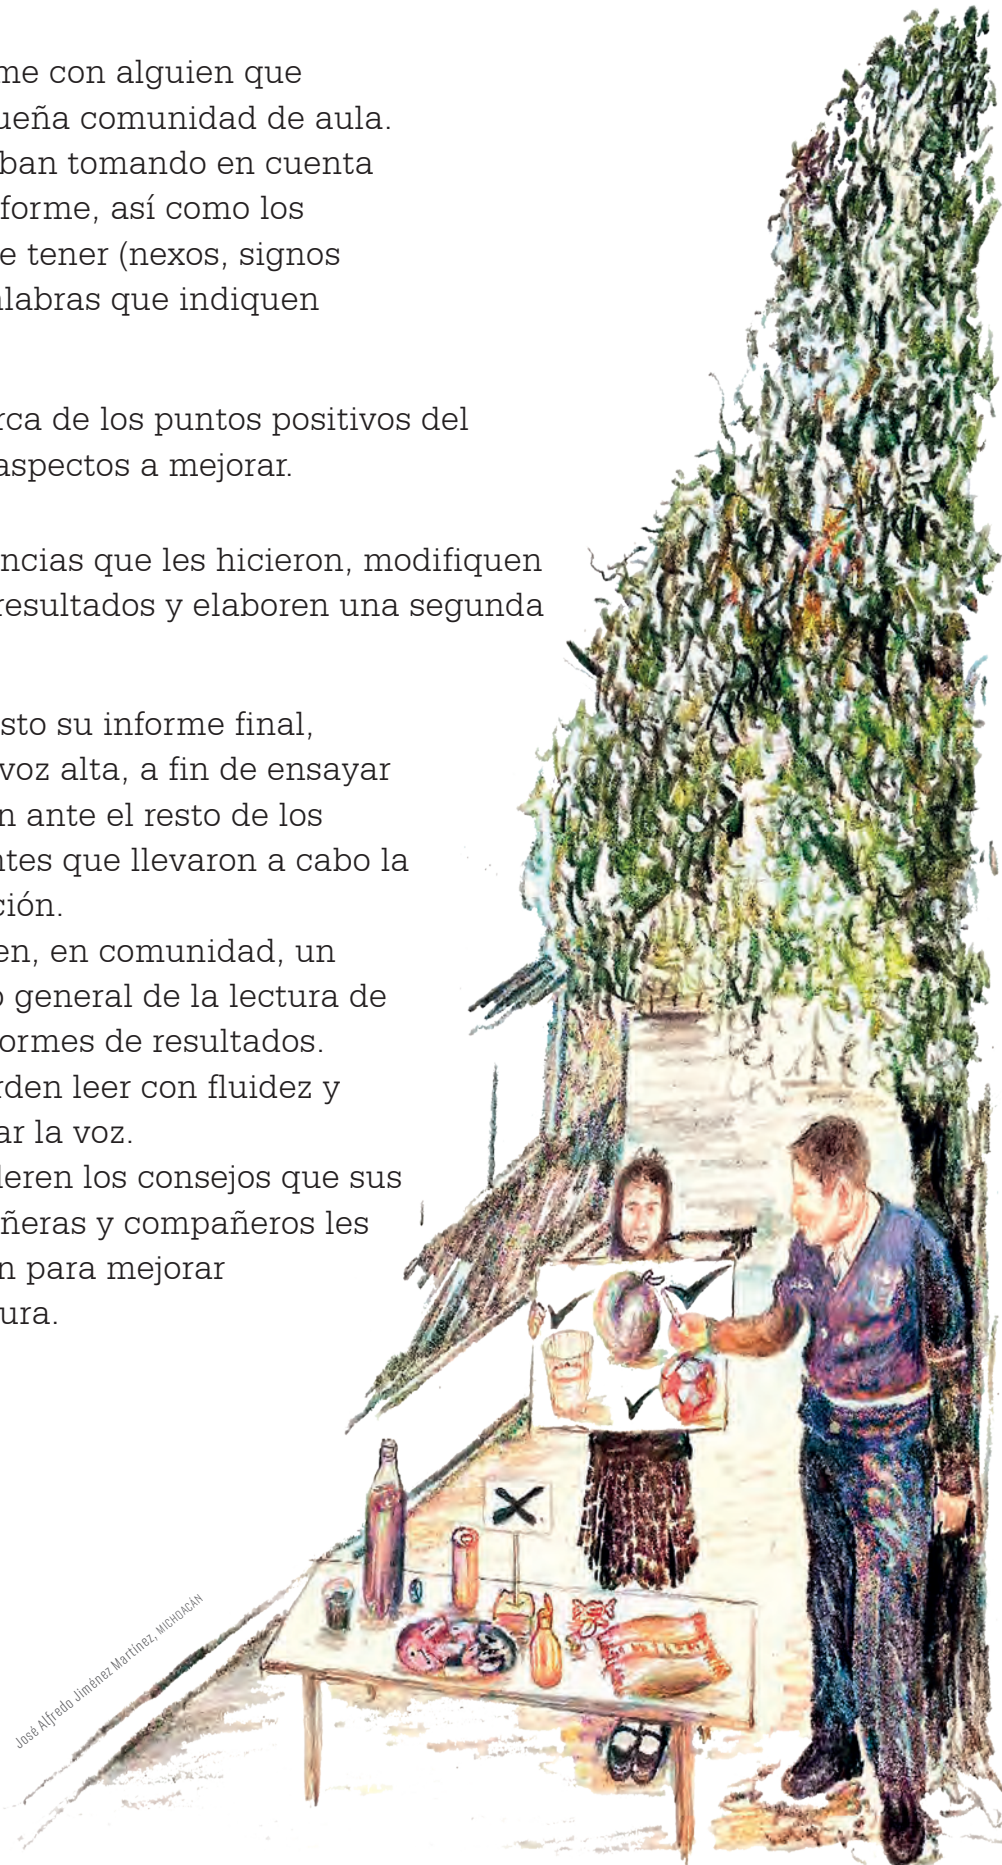 me con alguien que
ueña comunidad de aula.
ban tomando en cuenta
forme, así como los
e tener (nexos, signos
alabras que indiquen
rca de los puntos positivos del
aspectos a mejorar.
ncias que les hicieron, modifiquen
resultados y elaboren una segunda
sto su informe final,
voz alta, a fin de ensayar
n ante el resto de los
ntes que llevaron a cabo la
ción.
en, en comunidad, un
o general de la lectura de
ormes de resultados.
rden leer con fluidez y
ar la voz.
deren los consejos que sus
añeras y compañeros les
n para mejorar
ura.
José Alfredo Jiménez Martínez, MICHOACÁN